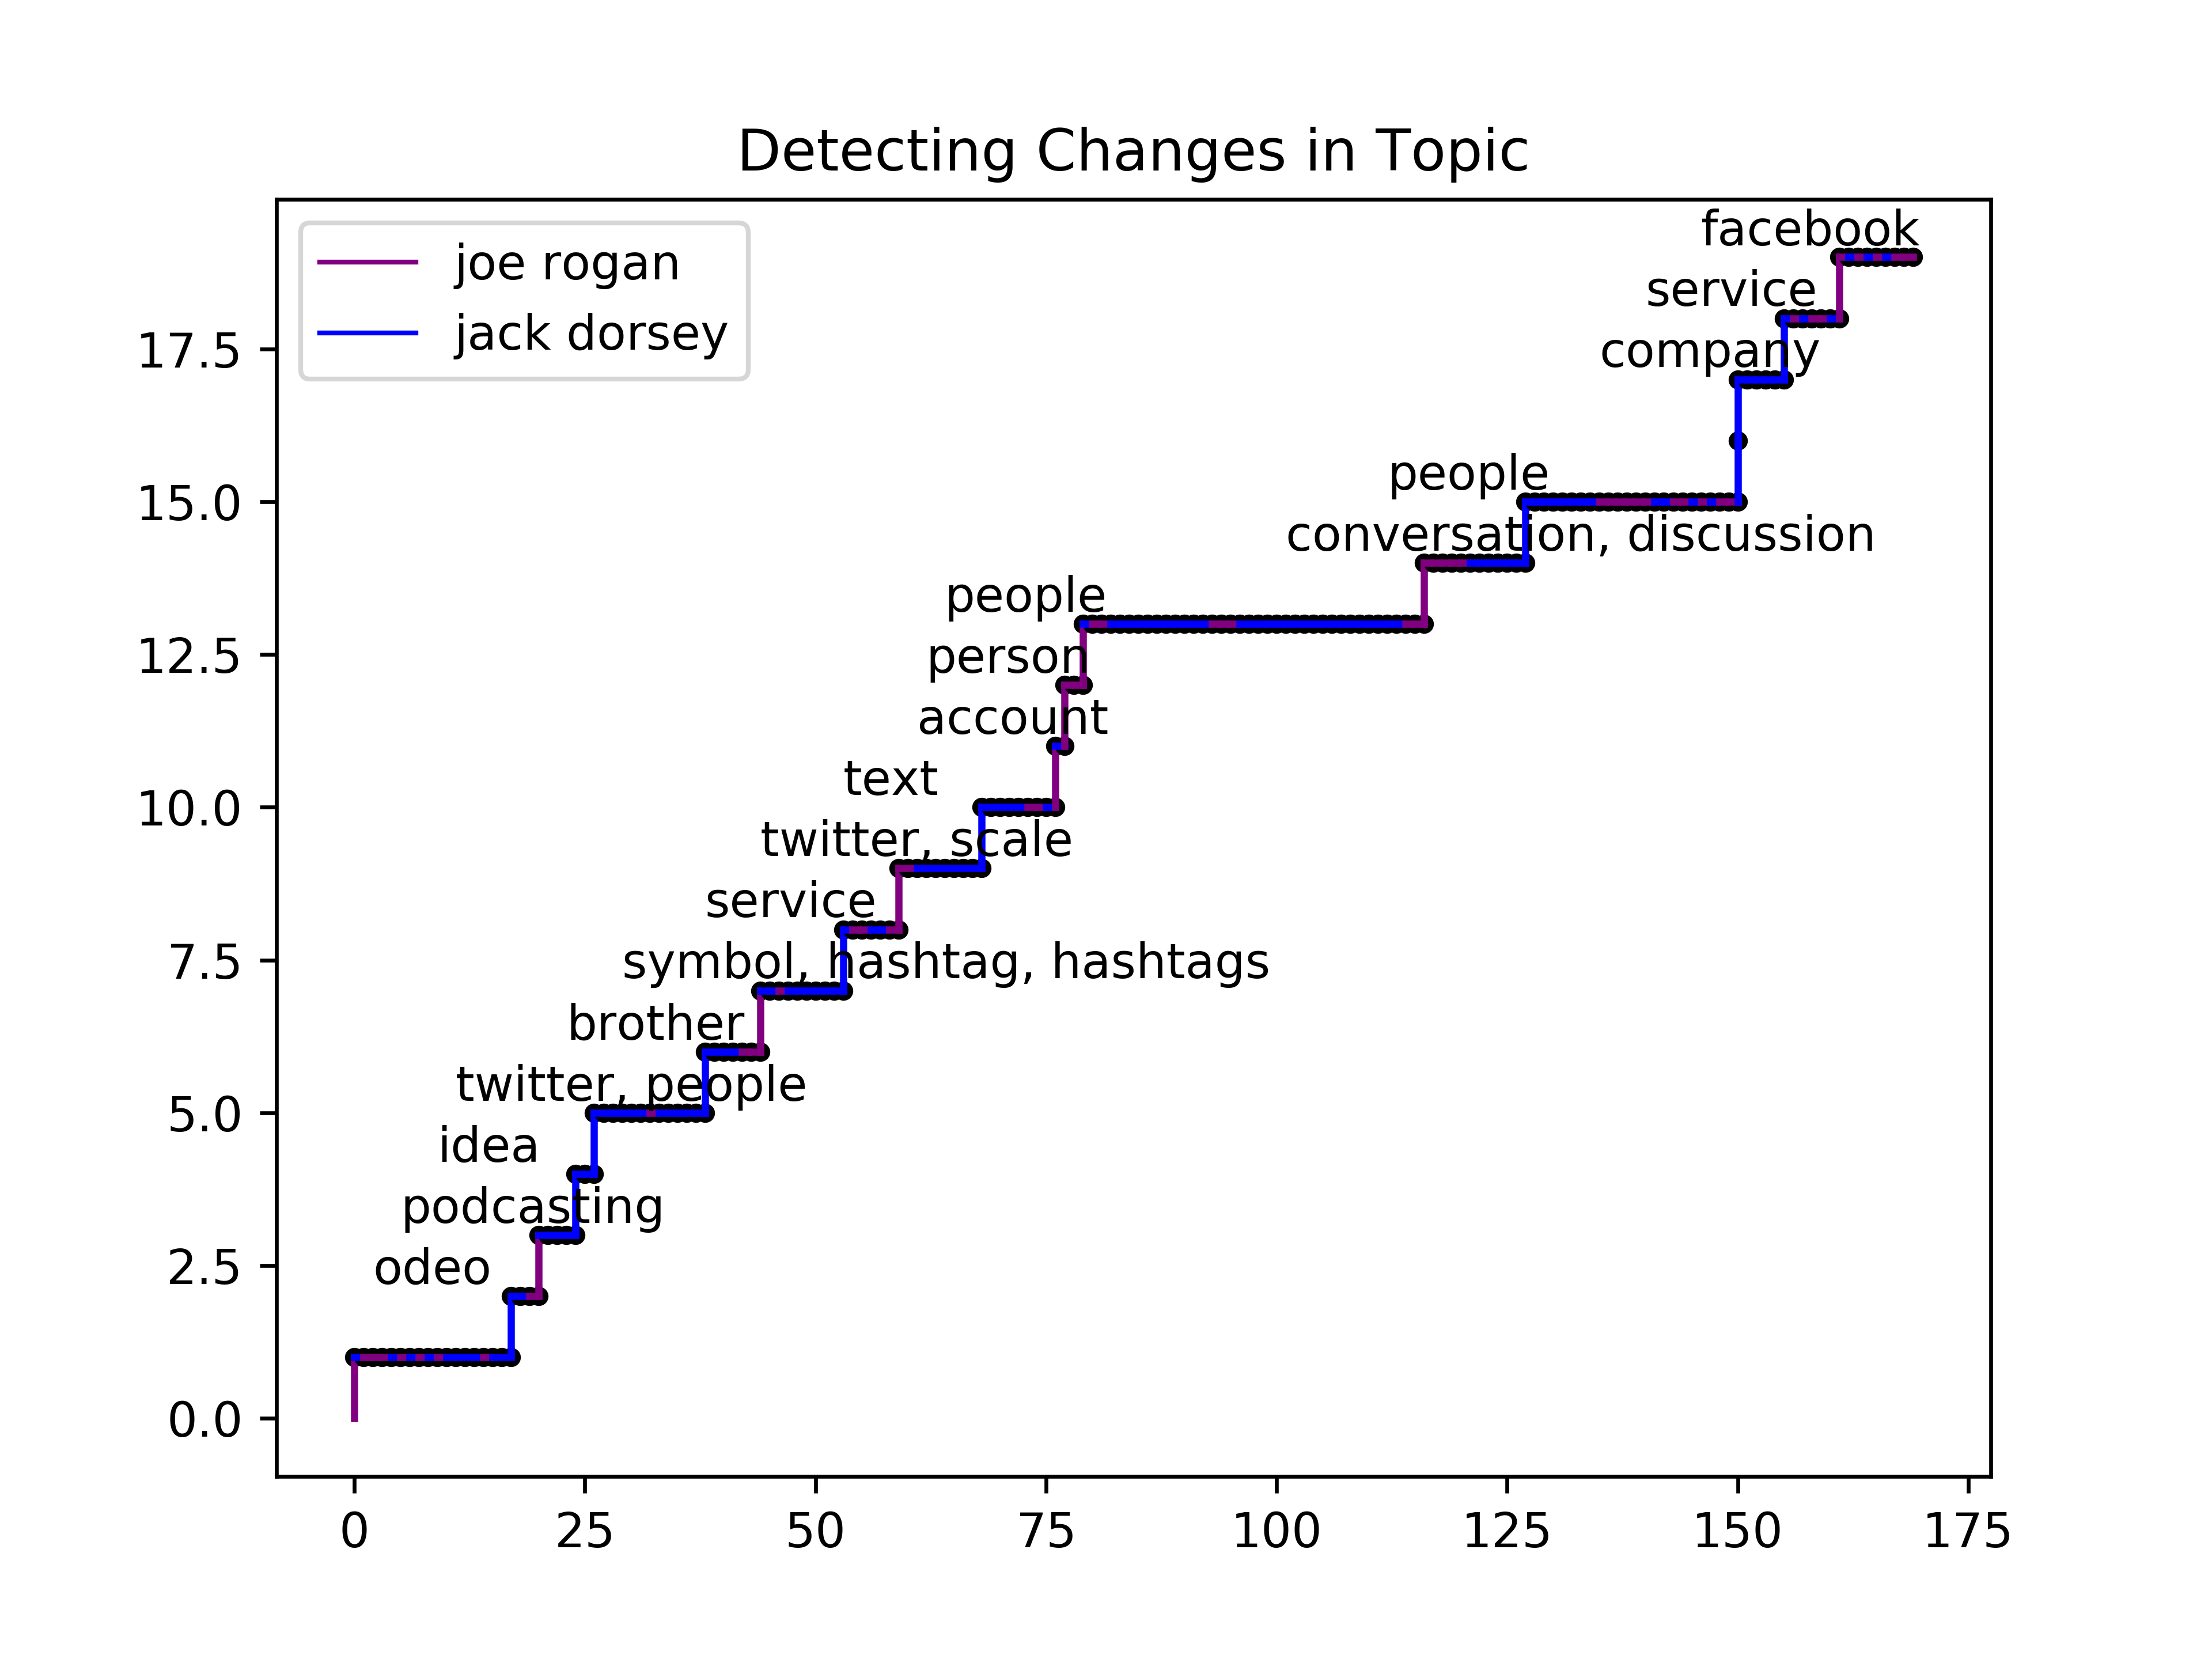 Detecting Changes in Topic
joe rogan
jack dorsey
facebook
service
company
people
conversation, discussion
people
person
account
text
twitter, scale
service
symbol, hashtag, hashtags
brother
twitter, people
idea
podcasting
odeo
17.5
15.0
12.5
10.0
7.5
5.0
2.5
0.0
0 25 50 75 100 125 150 175